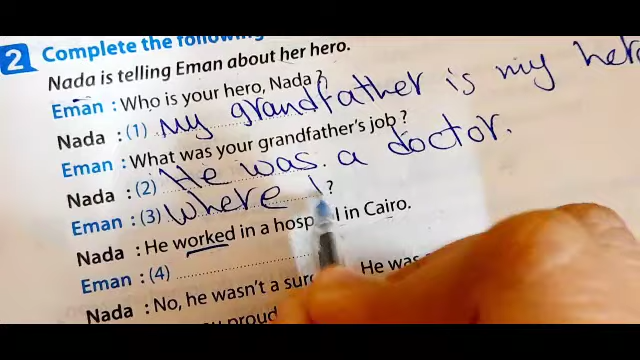 2 Complete the following
Nada is telling Eman about her hero.
Eman : Who is your hero, Nada ?
Nada : (1) My grandfather is my hero
Eman : What was your grandfather's job ?
Nada : (2) He was a doctor.
Eman : (3) Where ?
Nada : He worked in a hosp l in Cairo.
Eman : (4)
Nada : No, he wasn't a sur He was
proud